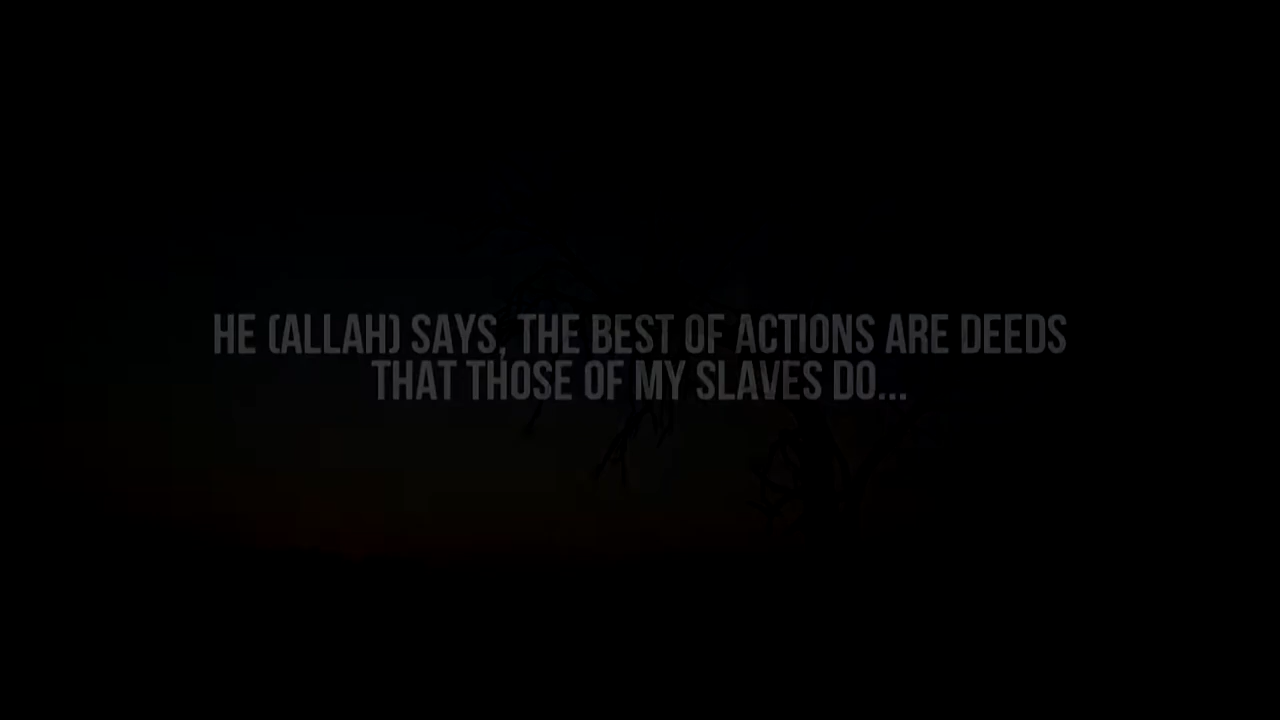 HE (ALLAH) SAYS, THE BEST OF ACTIONS ARE DEEDS
THAT THOSE OF MY SLAVES DO...